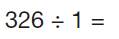 326 ÷ 1 =